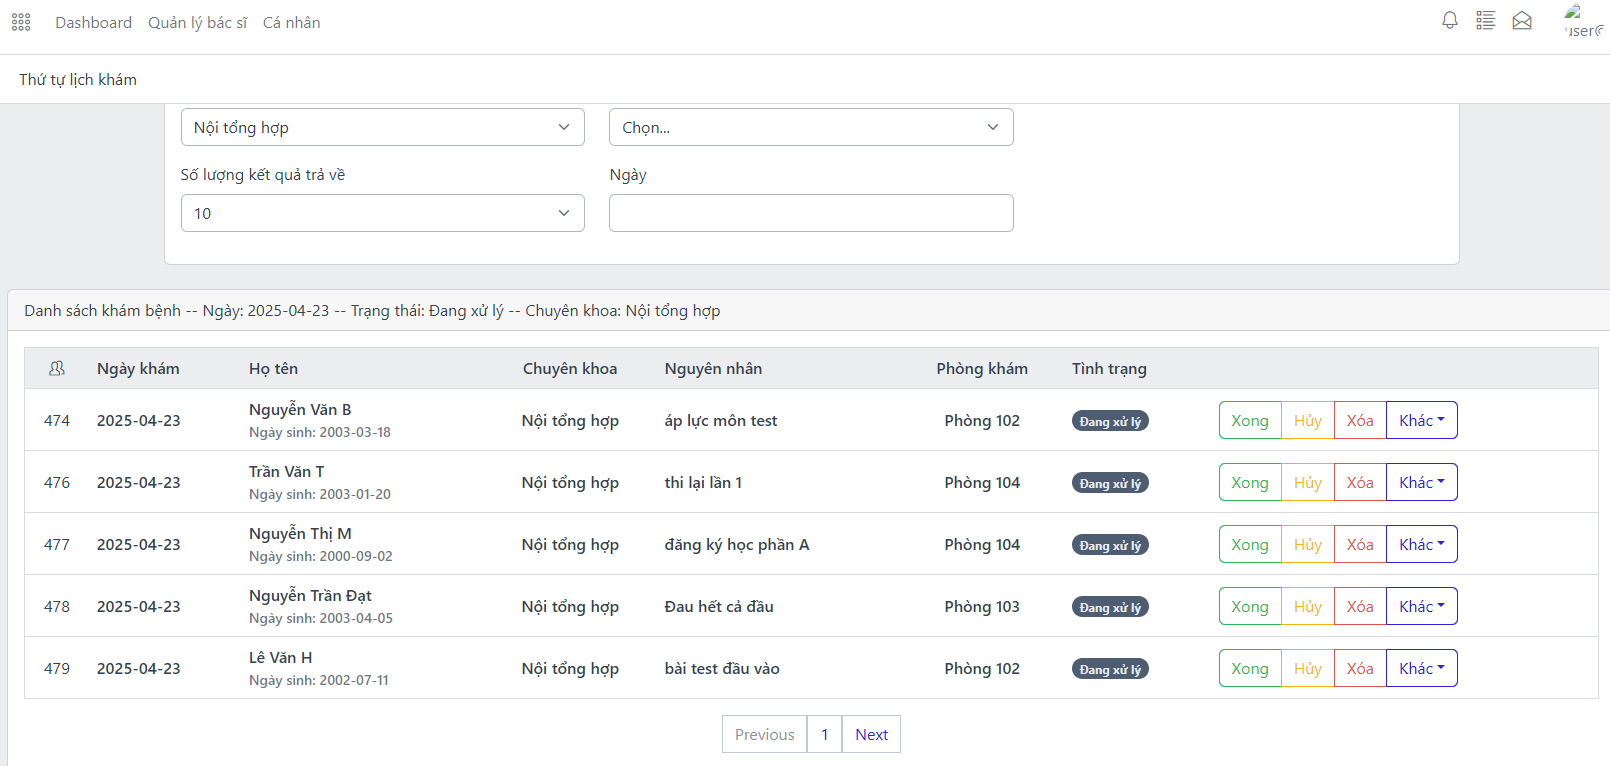 Dashboard Quản lý bác sĩ Cá nhân
user@
Thứ tự lịch khám
Nội tổng hợp Chọn...
Số lượng kết quả trả về Ngày
10
Danh sách khám bệnh -- Ngày: 2025-04-23 -- Trạng thái: Đang xử lý -- Chuyên khoa: Nội tổng hợp
Ngày khám Họ tên Chuyên khoa Nguyên nhân Phòng khám Tình trạng
474 2025-04-23 Nguyễn Văn B Nội tổng hợp áp lực môn test Phòng 102 Đang xử lý Xong Hủy Xóa Khác
Ngày sinh: 2003-03-18
476 2025-04-23 Trần Văn T Nội tổng hợp thi lại lần 1 Phòng 104 Đang xử lý Xong Hủy Xóa Khác
Ngày sinh: 2003-01-20
477 2025-04-23 Nguyễn Thị M Nội tổng hợp đăng ký học phần A Phòng 104 Đang xử lý Xong Hủy Xóa Khác
Ngày sinh: 2000-09-02
478 2025-04-23 Nguyễn Trần Đạt Nội tổng hợp Đau hết cả đầu Phòng 103 Đang xử lý Xong Hủy Xóa Khác
Ngày sinh: 2003-04-05
479 2025-04-23 Lê Văn H Nội tổng hợp bài test đầu vào Phòng 102 Đang xử lý Xong Hủy Xóa Khác
Ngày sinh: 2002-07-11
Previous 1 Next